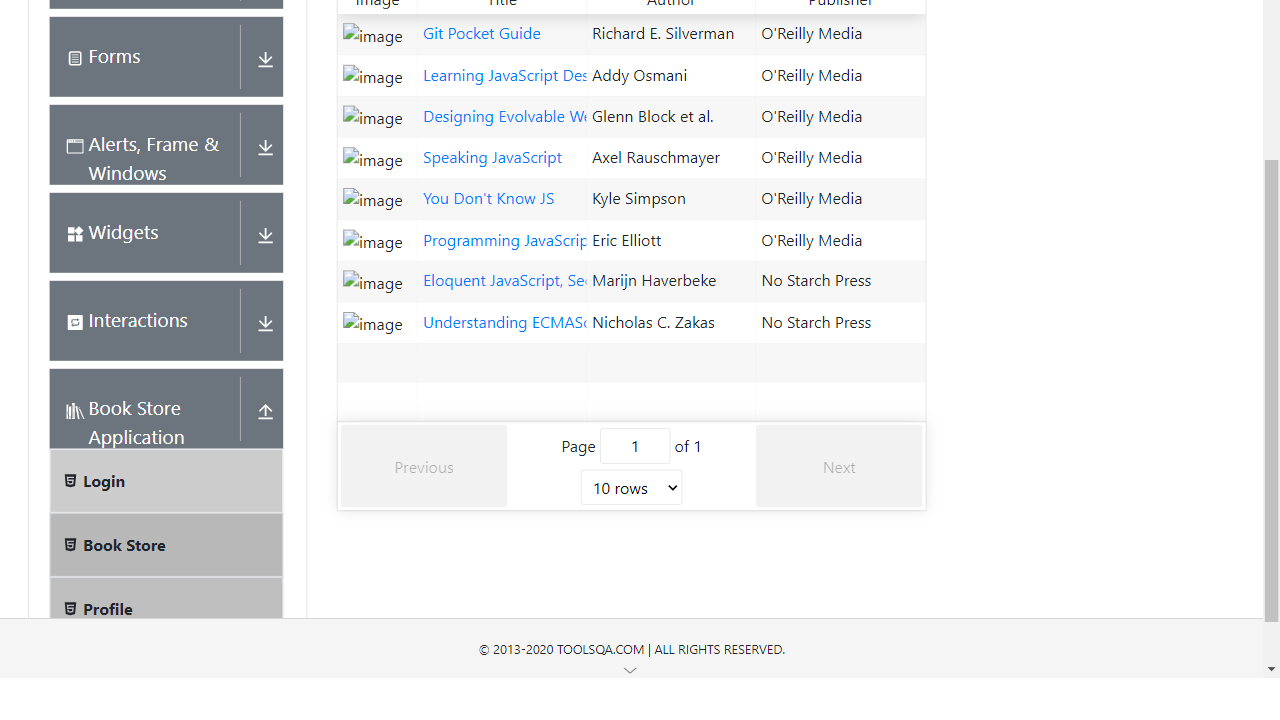 Image Title Author Publisher
Forms
Alerts, Frame &
Windows
Widgets
Interactions
Book Store
Application
Login
Book Store
Profile
image Git Pocket Guide Richard E. Silverman O'Reilly Media
image Learning JavaScript Des Addy Osmani O'Reilly Media
image Designing Evolvable We Glenn Block et al. O'Reilly Media
image Speaking JavaScript Axel Rauschmayer O'Reilly Media
image You Don't Know JS Kyle Simpson O'Reilly Media
image Programming JavaScrip Eric Elliott O'Reilly Media
image Eloquent JavaScript, Se Marijn Haverbeke No Starch Press
image Understanding ECMASc Nicholas C. Zakas No Starch Press
Previous
Page 1 of 1
10 rows
Next
© 2013-2020 TOOLSQA.COM | ALL RIGHTS RESERVED.